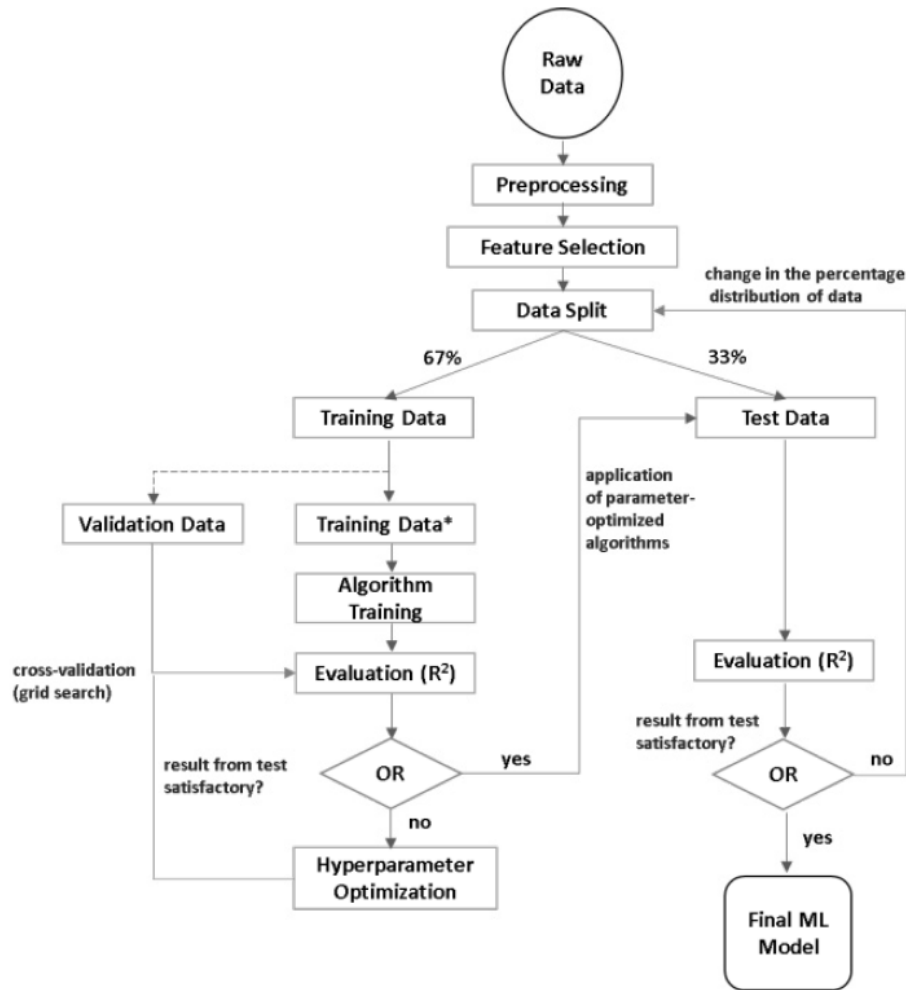 Raw
Data
Preprocessing
Feature Selection
change in the percentage
distribution of data
Data Split
67%
33%
Training Data
Test Data
application
of parameter-
optimized
algorithms
Validation Data
Training Data*
Algorithm
Training
cross-validation
(grid search)
Evaluation (R²)
Evaluation (R²)
result from test
satisfactory?
result from test
satisfactory?
OR
yes
OR
no
no
yes
Hyperparameter
Optimization
Final ML
Model